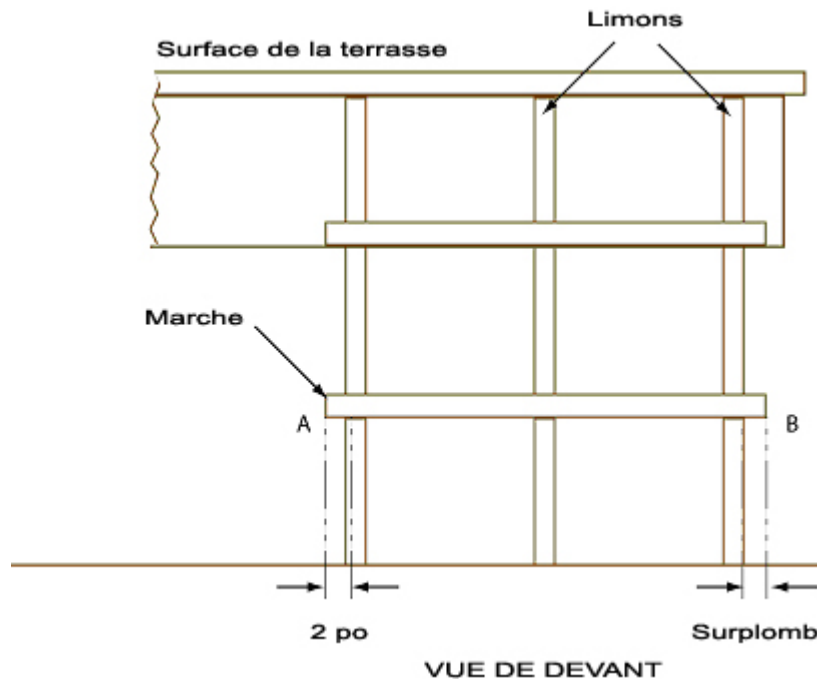 Limons
Surface de la terrasse
Marche
A
B
2 po
Surplomb
VUE DE DEVANT